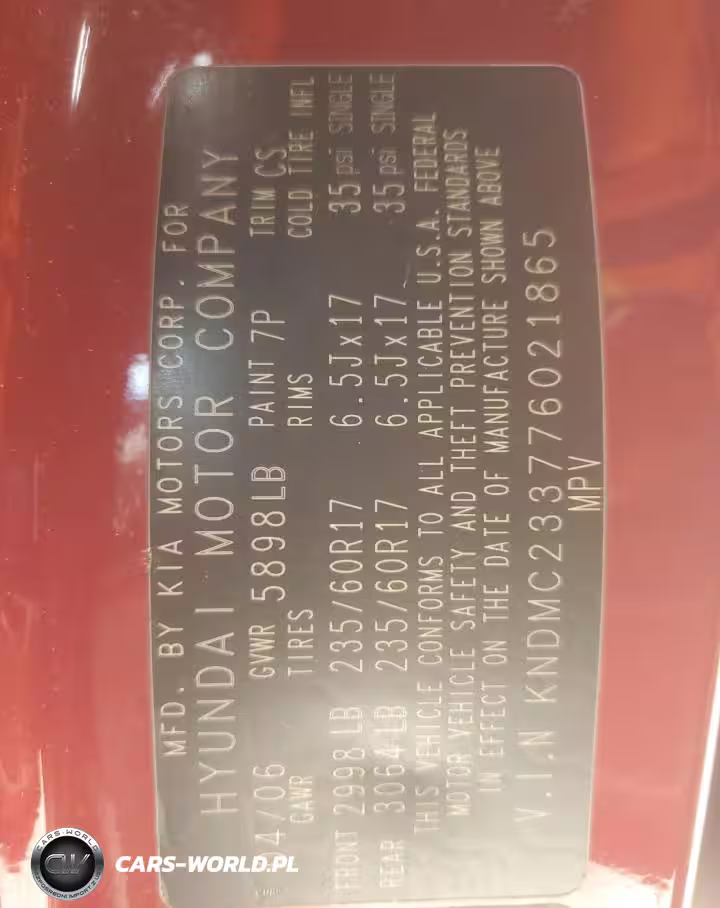 MFD. BY KIA MOTORS CORP. FOR
HYUNDAI MOTOR COMPANY
04/06 GVWR 5898LB PAINT 7P TRIM CS
GAWR TIRES RIMS COLD TIRE INFL
FRONT 2998 LB 235/60R17 6.5Jx17 35 psi SINGLE
REAR 3064 LB 235/60R17 6.5Jx17 35 psi SINGLE
THIS VEHICLE CONFORMS TO ALL APPLICABLE U.S.A. FEDERAL
MOTOR VEHICLE SAFETY AND THEFT PREVENTION STANDARDS
IN EFFECT ON THE DATE OF MANUFACTURE SHOWN ABOVE
V.I.N KNDMC233776021865
MPV
CARS-WORLD
CARS-WORLD.PL